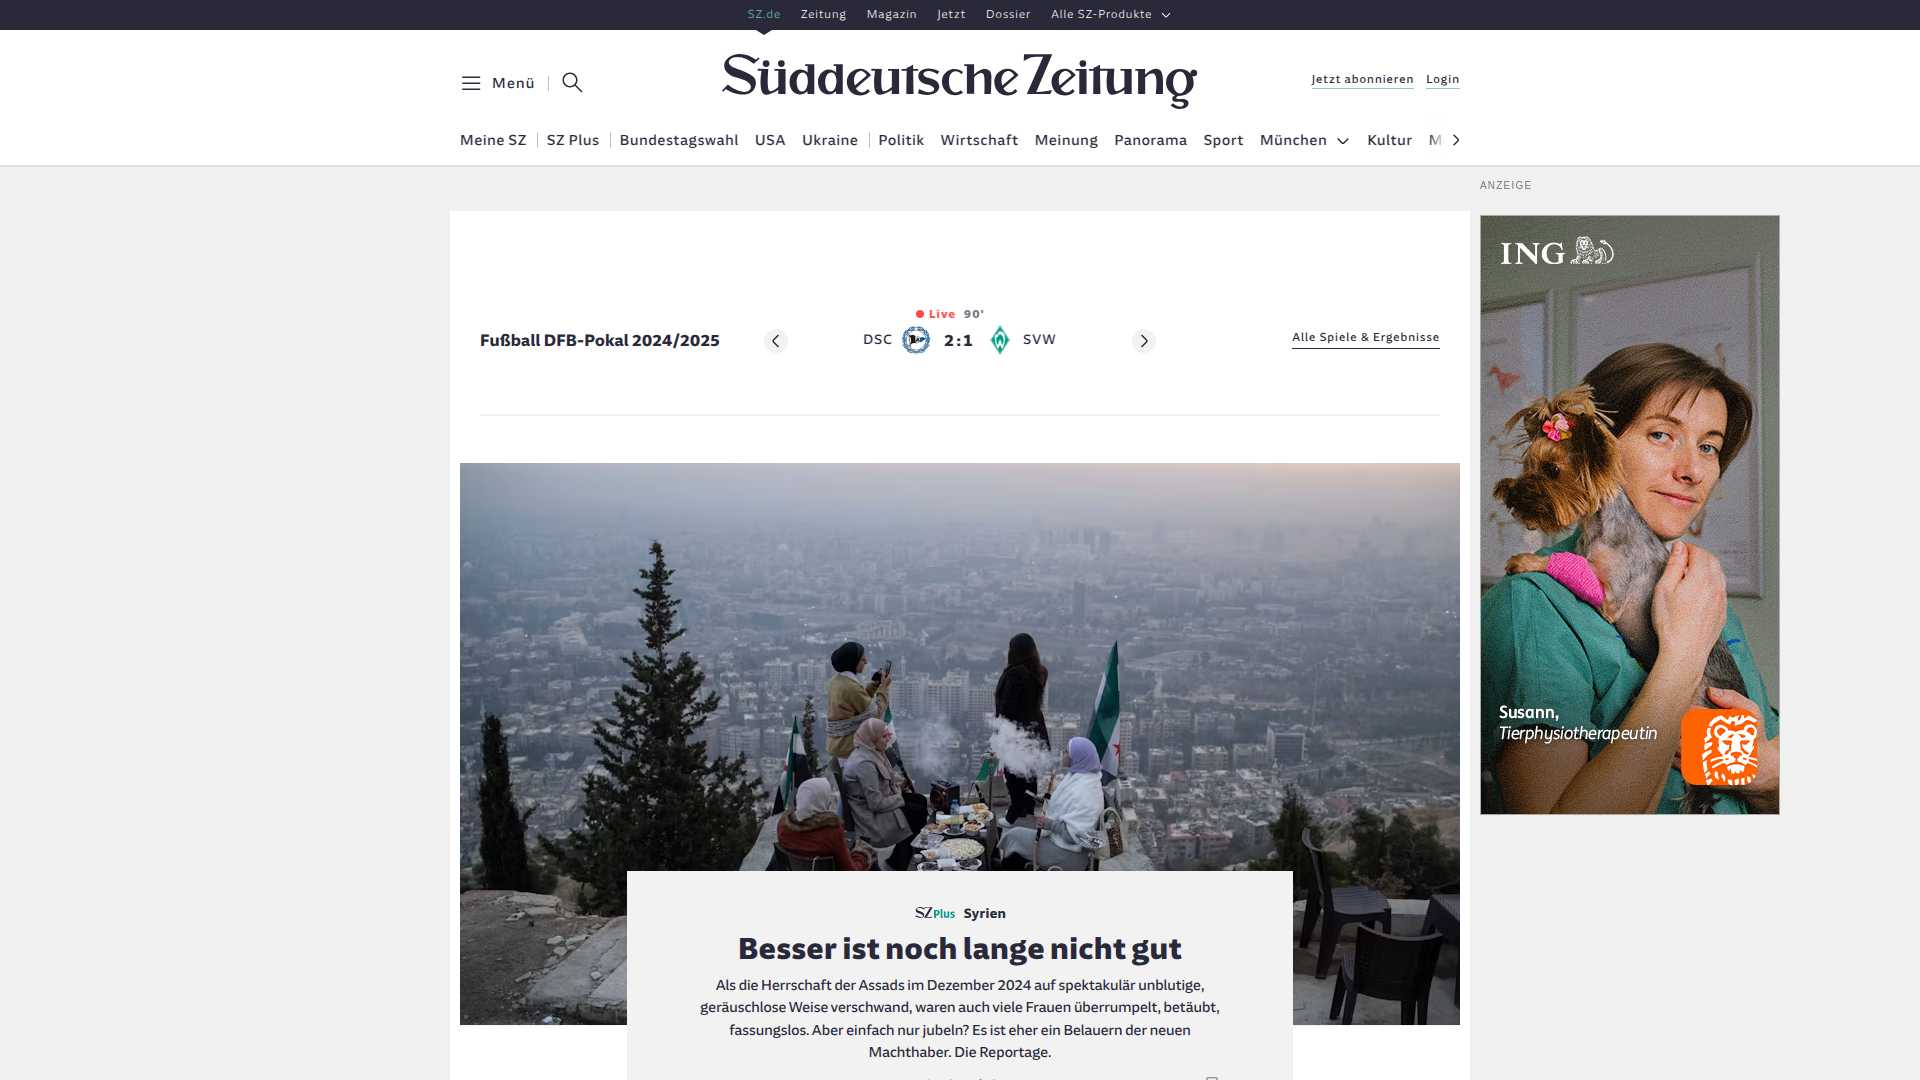 SZ.de Zeitung Magazin Jetzt Dossier Alle SZ-Produkte
Menü
Süddeutsche Zeitung
Jetzt abonnieren Login
Meine SZ SZ Plus Bundestagswahl USA Ukraine Politik Wirtschaft Meinung Panorama Sport München Kultur M
ANZEIGE
ING
Live 90'
Fußball DFB-Pokal 2024/2025
DSC 2:1 SVW
Alle Spiele & Ergebnisse
Susann,
Tierphysiotherapeutin
SZ Plus Syrien
Besser ist noch lange nicht gut
Als die Herrschaft der Assads im Dezember 2024 auf spektakulär unblutige,
geräuschlose Weise verschwand, waren auch viele Frauen überrumpelt, betäubt,
fassungslos. Aber einfach nur jubeln? Es ist eher ein Belauern der neuen
Machthaber. Die Reportage.